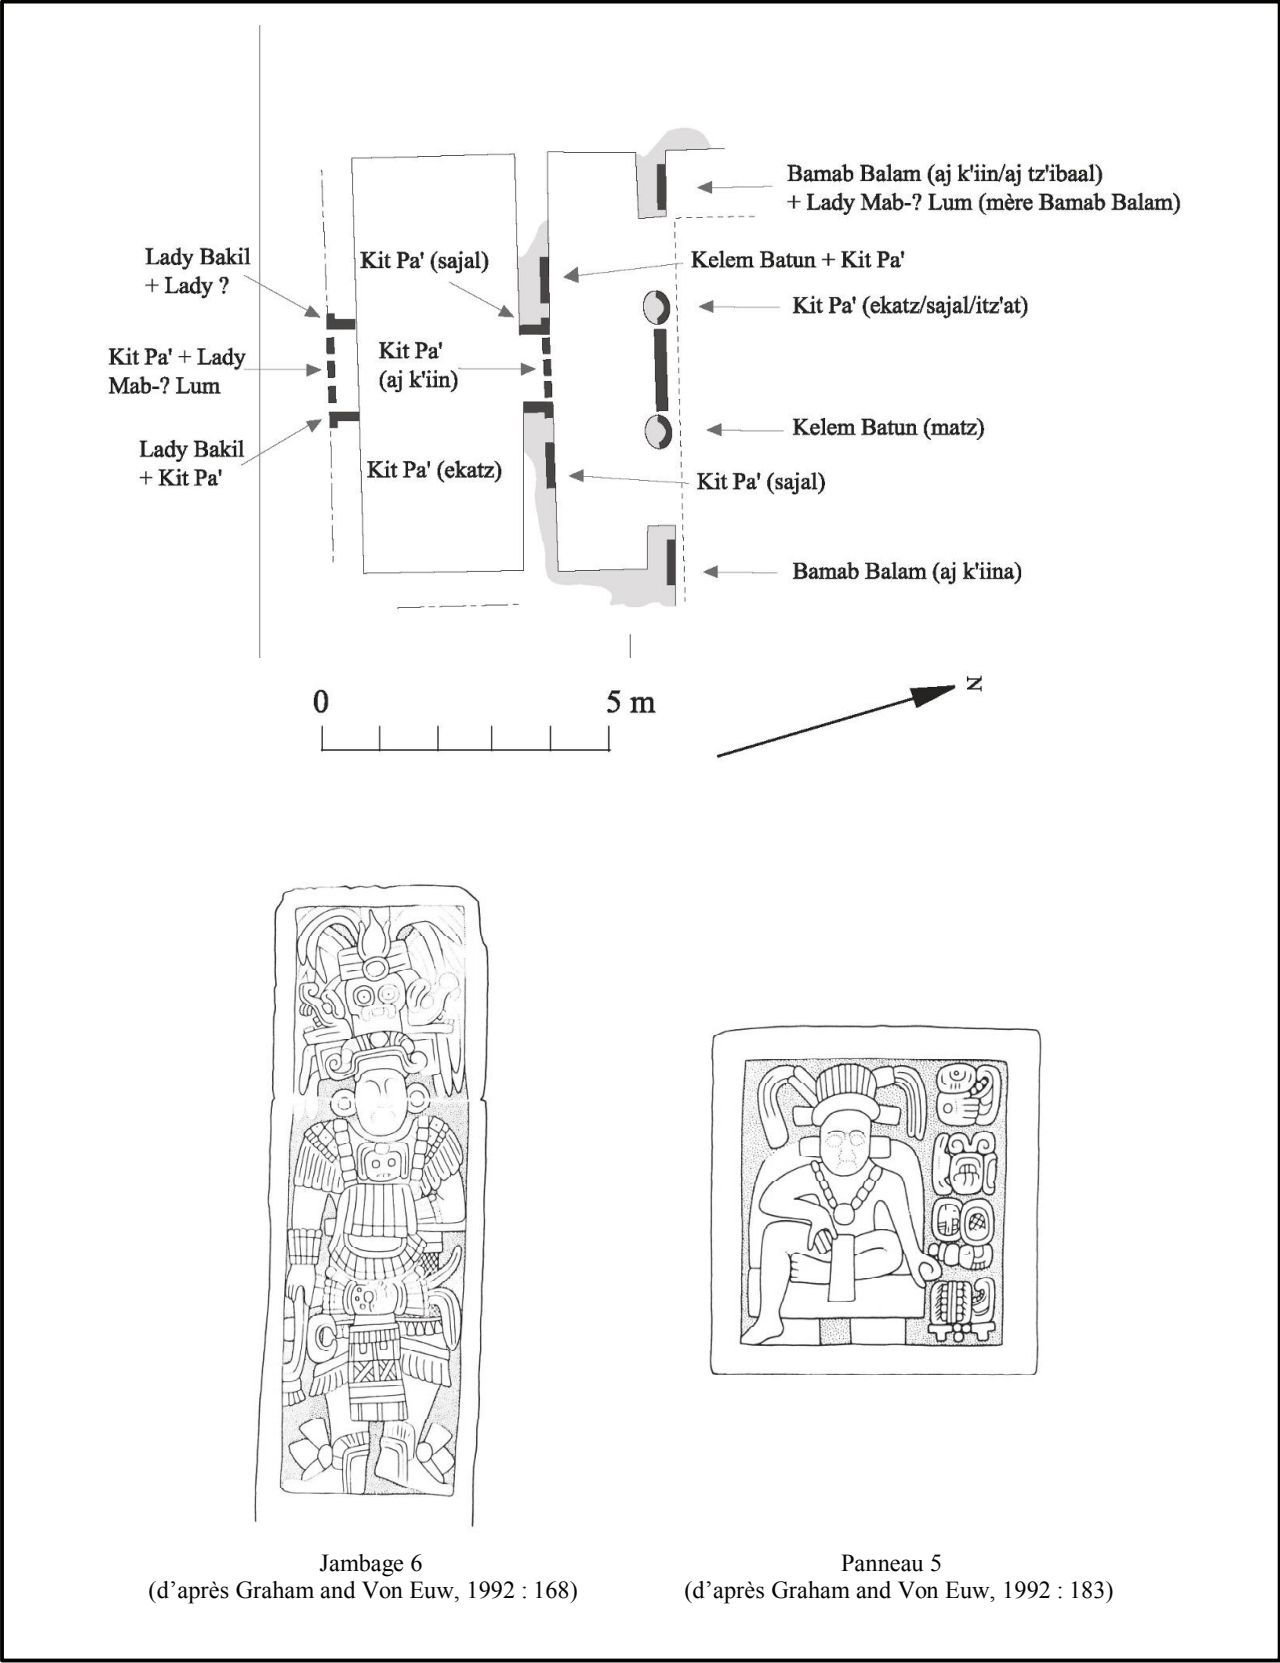 Bamab Balam (aj k'iin/aj tz'ibaal)
+ Lady Mab-? Lum (mère Bamab Balam)
Lady Bakil
+ Lady ?
Kit Pa' (sajal)
Kelem Batun + Kit Pa'
Kit Pa' (ekatz/sajal/itz'at)
Kit Pa' + Lady
Mab-? Lum
Kit Pa'
(aj k'iin)
Kelem Batun (matz)
Lady Bakil
+ Kit Pa'
Kit Pa' (ekatz)
Kit Pa' (sajal)
Bamab Balam (aj k'iina)
N
0
5 m
Jambage 6
(d’après Graham and Von Euw, 1992 : 168)
Panneau 5
(d’après Graham and Von Euw, 1992 : 183)